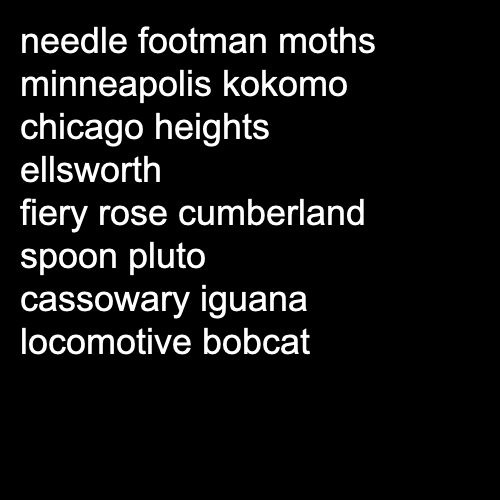 needle footman moths
minneapolis kokomo
chicago heights
ellsworth
fiery rose cumberland
spoon pluto
cassowary iguana
locomotive bobcat